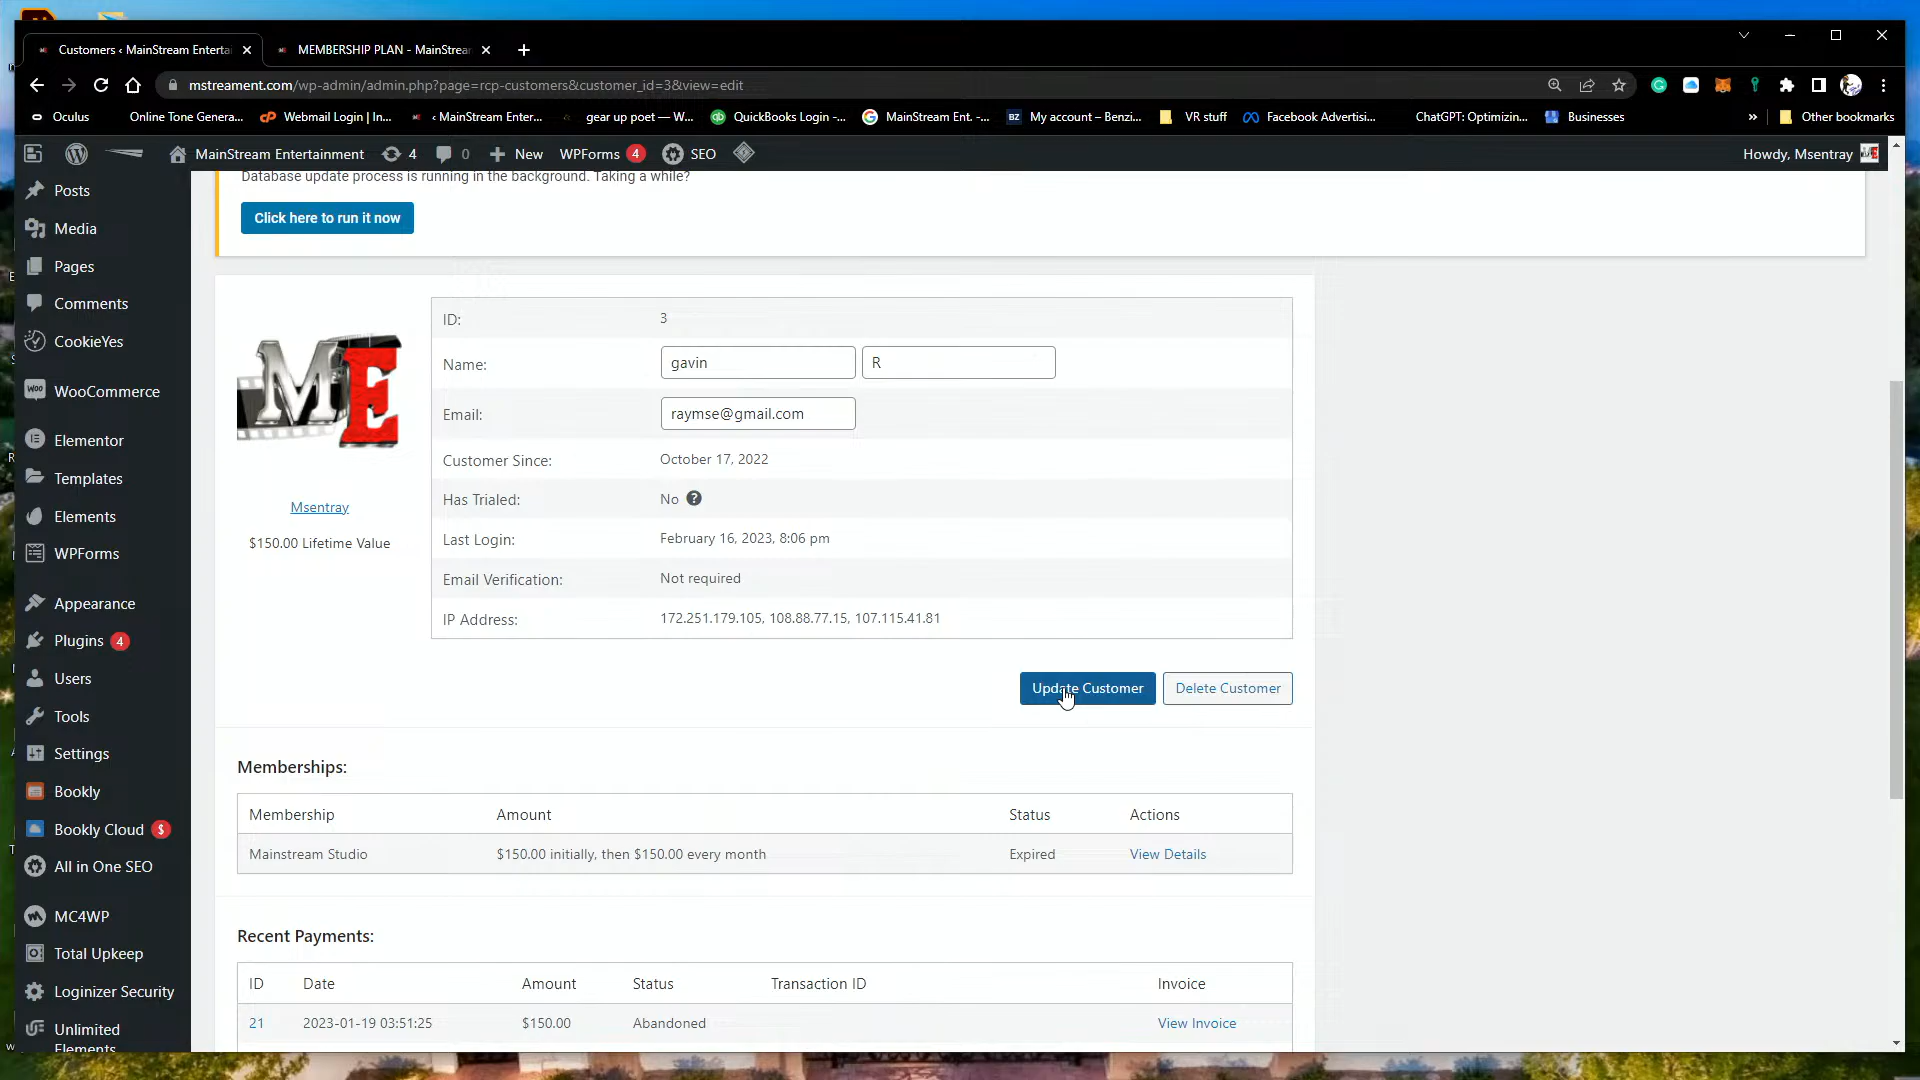 Customers ‹ MainStream Enterta
MEMBERSHIP PLAN - MainStrea
mstreament.com/wp-admin/admin.php?page=rcp-customers&customer_id=3&view=edit
Oculus
Online Tone Genera...
Webmail Login | In...
‹ MainStream Enter...
gear up poet — W...
QuickBooks Login -...
MainStream Ent. -...
BZ My account – Benzi...
VR stuff
Facebook Advertisi...
ChatGPT: Optimizin...
Businesses
»
Other bookmarks
MainStream Entertainment
4
0
New
WPForms 4
SEO
Howdy, Msentray
Posts
Media
Pages
Comments
CookieYes
WooCommerce
Elementor
Templates
Elements
WPForms
Appearance
Plugins 4
Users
Tools
Settings
Bookly
Bookly Cloud $
All in One SEO
MC4WP
Total Upkeep
Loginizer Security
Unlimited
Elements
Database update process is running in the background. Taking a while?
Click here to run it now
ME
Msentray
$150.00 Lifetime Value
ID: 3
Name: gavin R
Email: raymse@gmail.com
Customer Since: October 17, 2022
Has Trialed: No ?
Last Login: February 16, 2023, 8:06 pm
Email Verification: Not required
IP Address: 172.251.179.105, 108.88.77.15, 107.115.41.81
Update Customer
Delete Customer
Memberships:
Membership Amount Status Actions
Mainstream Studio $150.00 initially, then $150.00 every month Expired View Details
Recent Payments:
ID Date Amount Status Transaction ID Invoice
21 2023-01-19 03:51:25 $150.00 Abandoned View Invoice